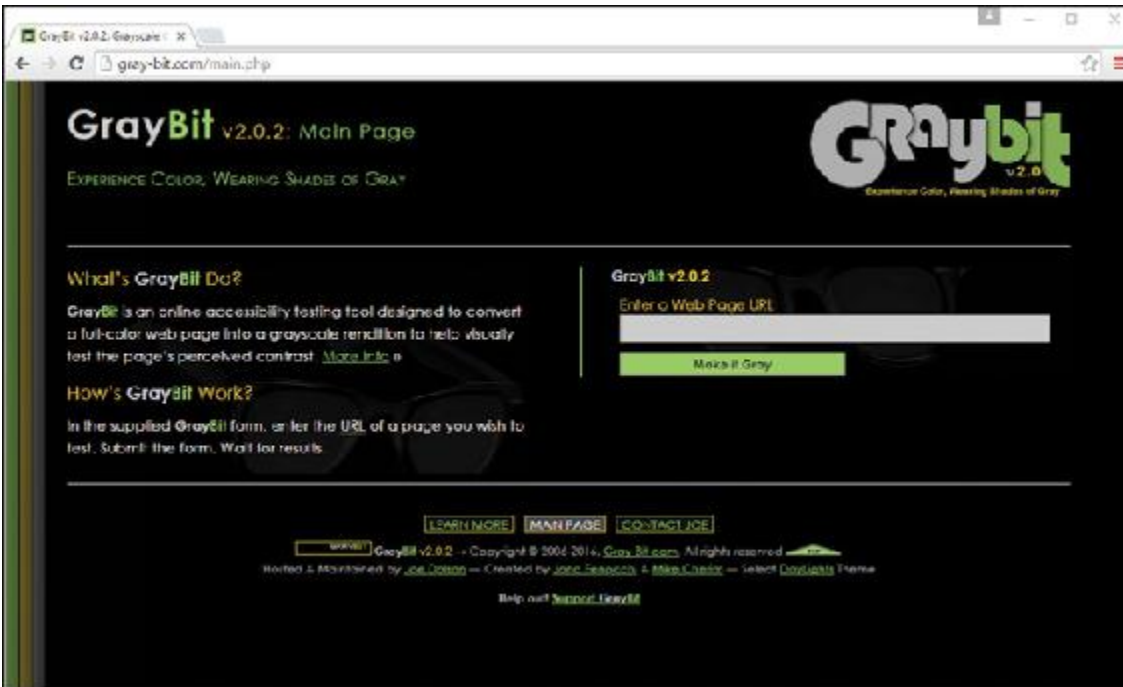 GrayBit v2.0.2: Grayscale
gray-bit.com/main.php
GrayBit v2.0.2: Main Page
EXPERIENCE COLOR, WEARING SHADES OF GRAY
GRaybit
v2.0
Experience Color, Wearing Shades of Gray
What's GrayBit Do?
GrayBit is an online accessibility testing tool designed to convert
a full-color web page into a grayscale rendition to help visually
test the page's perceived contrast. More Info »
How's GrayBit Work?
In the supplied GrayBit form, enter the URL of a page you wish to
test. Submit the form. Wait for results.
GrayBit v2.0.2
Enter a Web Page URL
Make it Gray
LEARN MORE MAIN PAGE CONTACT JOE
GrayBit v2.0.2 — Copyright © 2006-2016, Gray-Bit.com, All rights reserved
Hosted & Maintained by Joe Dolson — Created by & Mike Cherim — Select DayLights Theme
Help out! Support GrayBit